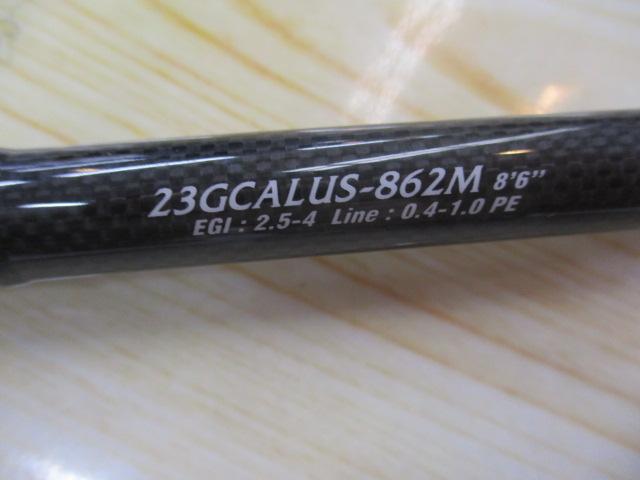 23GCALUS-862M 8'6"
EGI : 2.5-4 Line : 0.4-1.0 PE